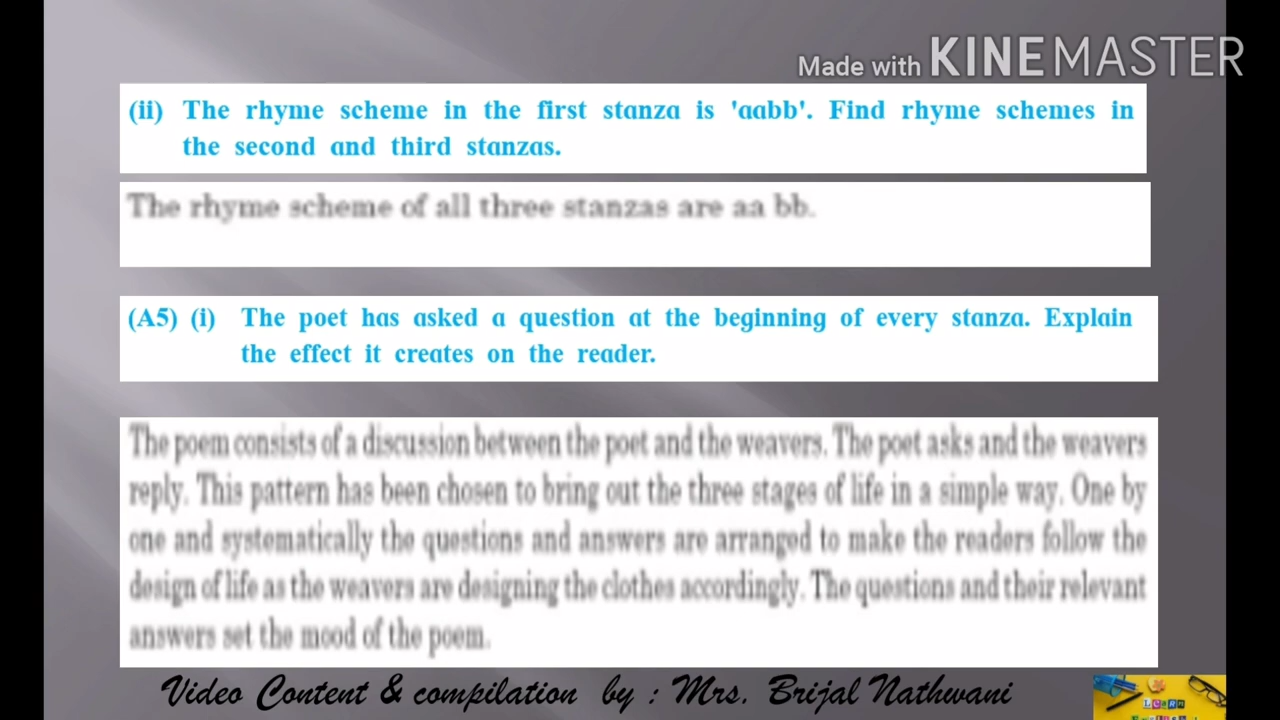 Made with KINEMASTER
(ii) The rhyme scheme in the first stanza is 'aabb'. Find rhyme schemes in
the second and third stanzas.
The rhyme scheme of all three stanzas are aa bb.
(A5) (i) The poet has asked a question at the beginning of every stanza. Explain
the effect it creates on the reader.
The poem consists of a discussion between the poet and the weavers. The poet asks and the weavers
reply. This pattern has been chosen to bring out the three stages of life in a simple way. One by
one and systematically the questions and answers are arranged to make the readers follow the
design of life as the weavers are designing the clothes accordingly. The questions and their relevant
answers set the mood of the poem.
Video Content & compilation by : Mrs. Brijal Nathwani
LEARN